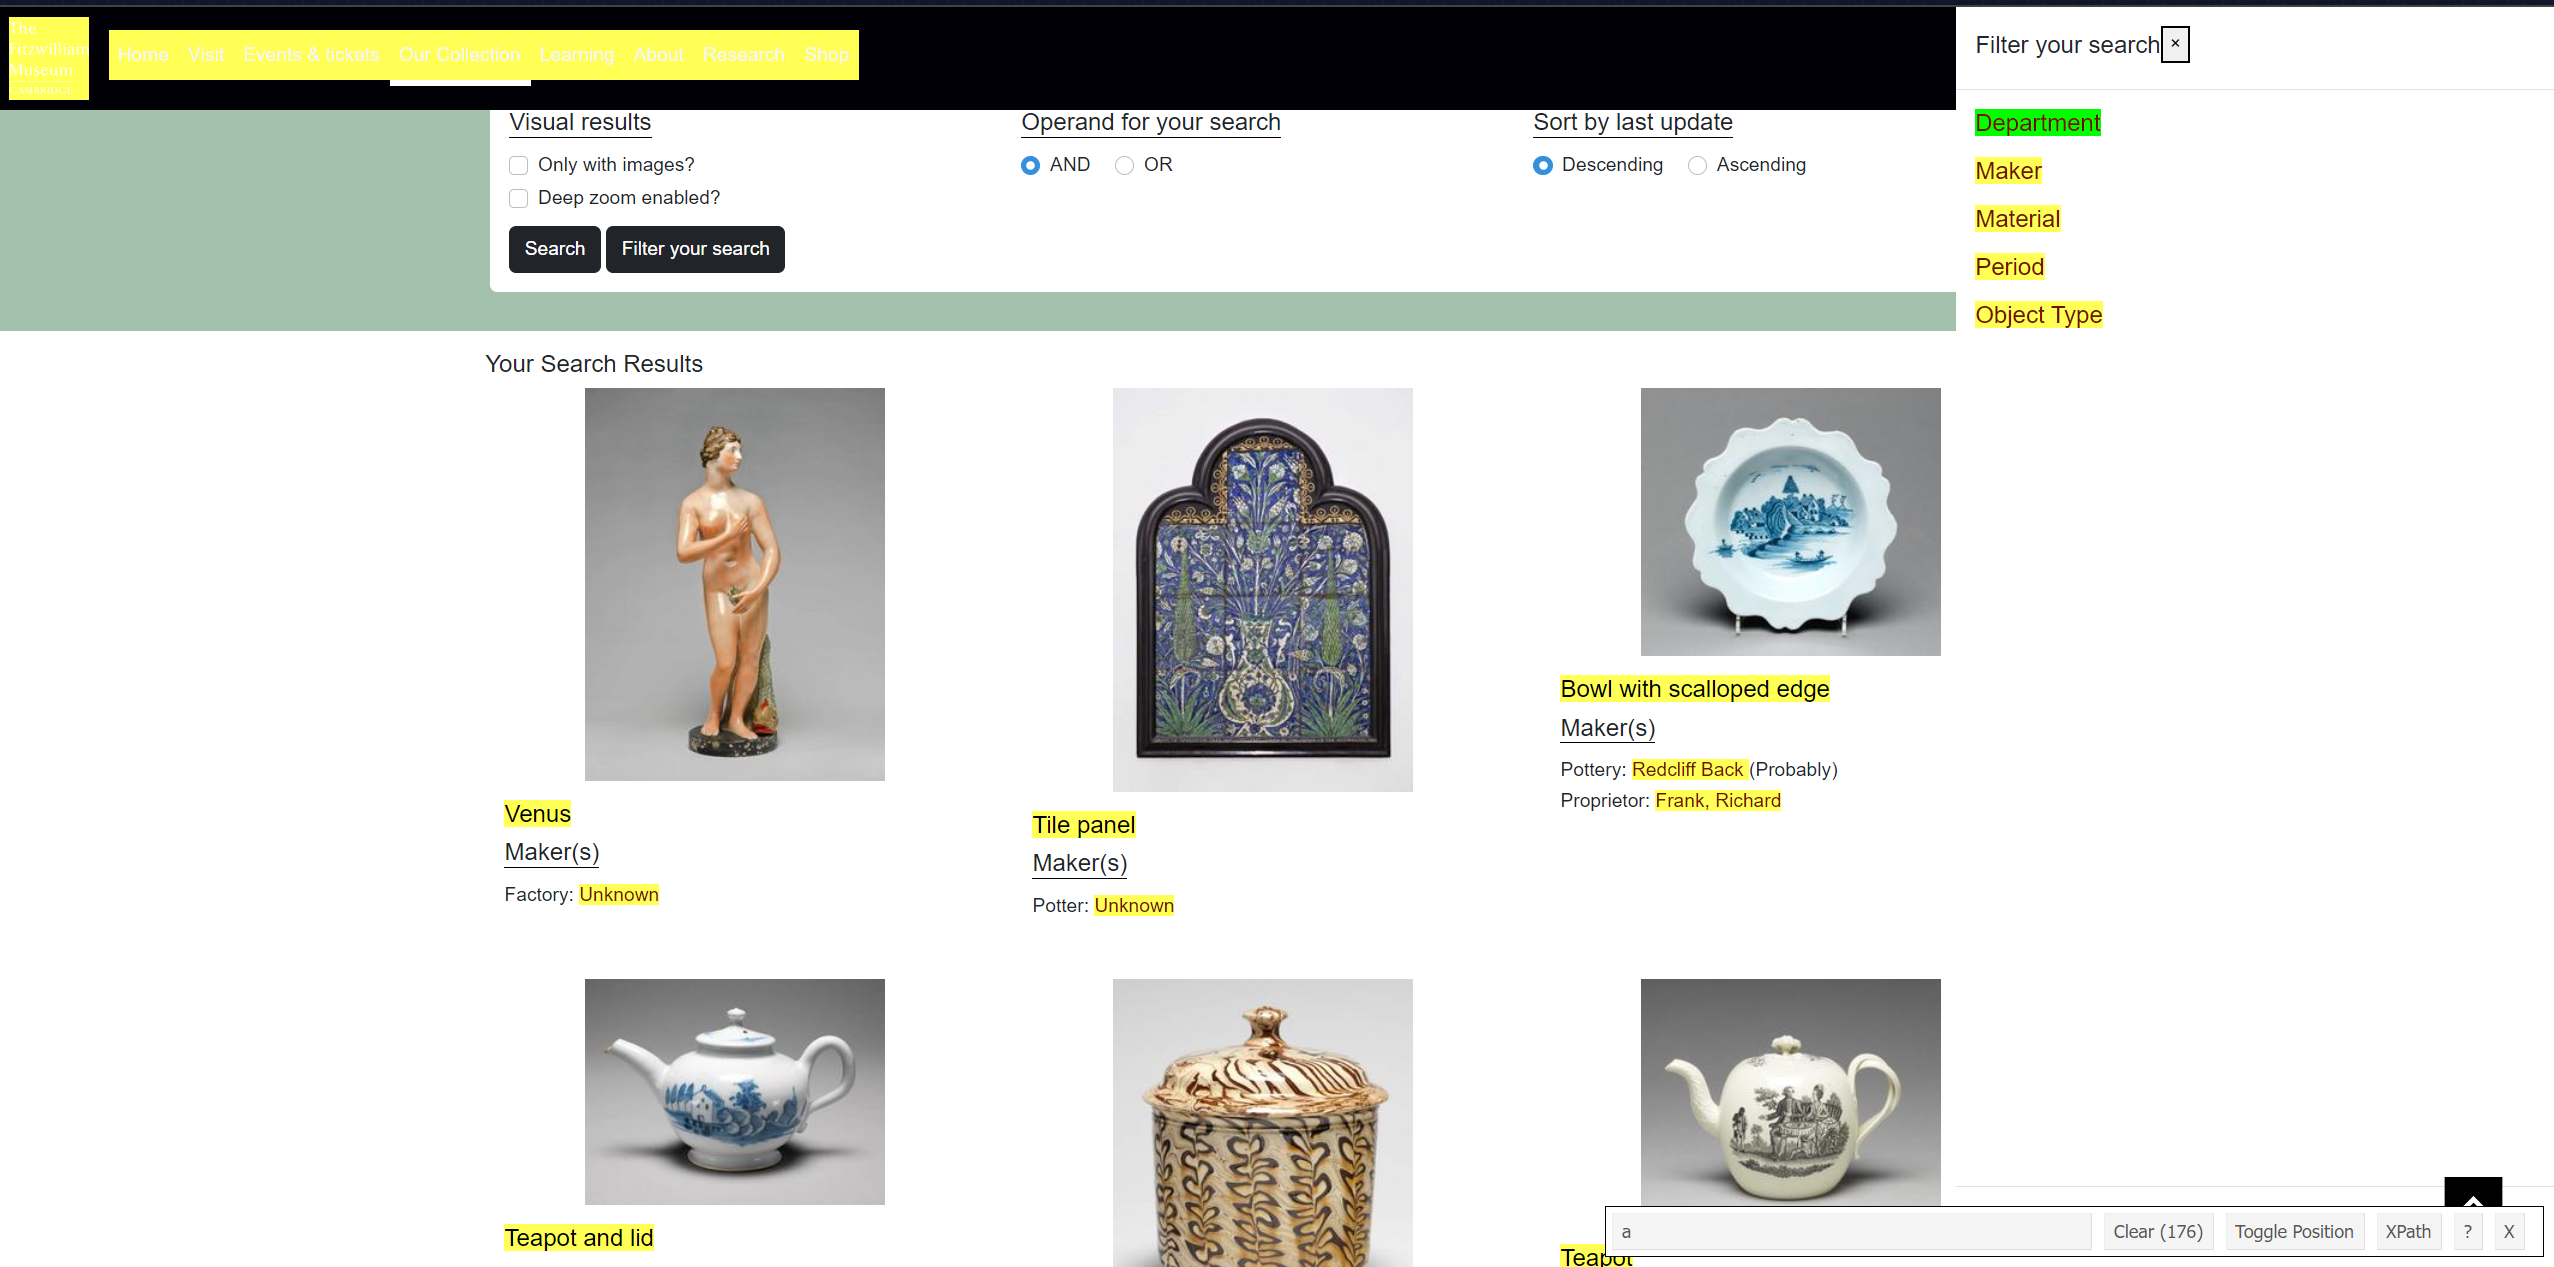 The
Fitzwilliam
Museum
CAMBRIDGE
Home Visit Events & tickets Our Collection Learning About Research Shop
Visual results
Only with images?
Deep zoom enabled?
Operand for your search
AND OR
Sort by last update
Descending Ascending
Search Filter your search
Filter your search ×
Department
Maker
Material
Period
Object Type
Your Search Results
Venus
Maker(s)
Factory: Unknown
Tile panel
Maker(s)
Potter: Unknown
Bowl with scalloped edge
Maker(s)
Pottery: Redcliff Back (Probably)
Proprietor: Frank, Richard
Teapot and lid
Teapot
a Clear (176) Toggle Position XPath ? X